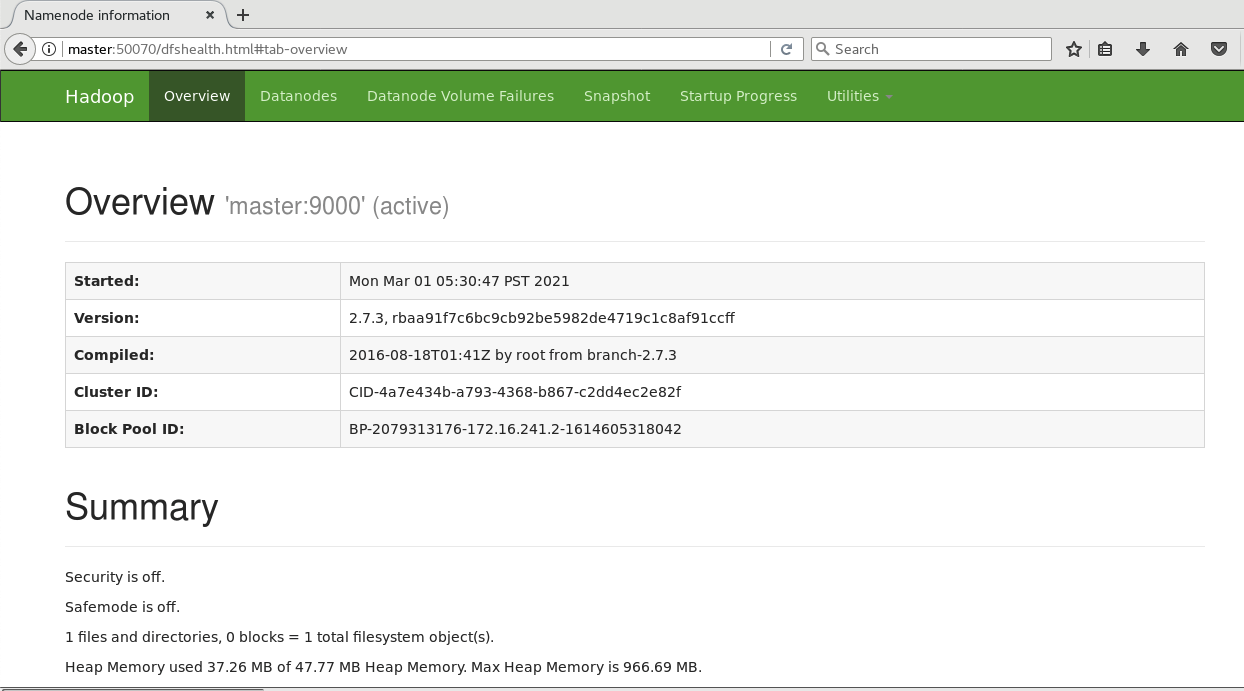 Namenode information
master:50070/dfshealth.html#tab-overview
Search
Hadoop Overview Datanodes Datanode Volume Failures Snapshot Startup Progress Utilities
Overview 'master:9000' (active)
Started: Mon Mar 01 05:30:47 PST 2021
Version: 2.7.3, rbaa91f7c6bc9cb92be5982de4719c1c8af91ccff
Compiled: 2016-08-18T01:41Z by root from branch-2.7.3
Cluster ID: CID-4a7e434b-a793-4368-b867-c2dd4ec2e82f
Block Pool ID: BP-2079313176-172.16.241.2-1614605318042
Summary
Security is off.
Safemode is off.
1 files and directories, 0 blocks = 1 total filesystem object(s).
Heap Memory used 37.26 MB of 47.77 MB Heap Memory. Max Heap Memory is 966.69 MB.